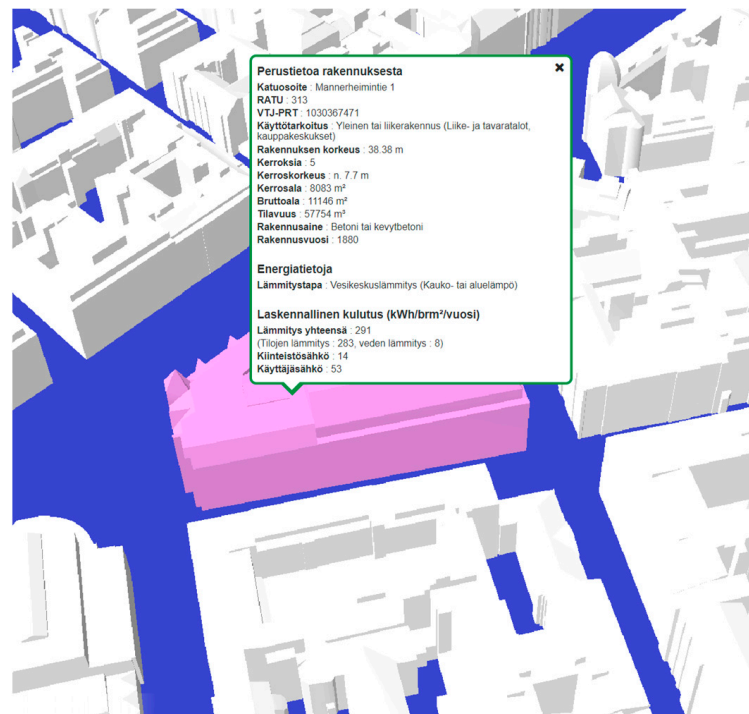 Perustietoa rakennuksesta
Katuosoite : Mannerheimintie 1
RATU : 313
VTJ-PRT : 1030367471
Käyttötarkoitus : Yleinen tai liikerakennus (Liike- ja tavaratalot,
kauppakeskukset)
Rakennuksen korkeus : 38.38 m
Kerroksia : 5
Kerroskorkeus : n. 7.7 m
Kerrosala : 8083 m²
Bruttoala : 11146 m²
Tilavuus : 57754 m³
Rakennusaine : Betoni tai kevytbetoni
Rakennusvuosi : 1880
Energiatietoja
Lämmitystapa : Vesikeskuslämmitys (Kauko- tai aluelämpö)
Laskennallinen kulutus (kWh/brm²/vuosi)
Lämmitys yhteensä : 291
(Tilojen lämmitys : 283, veden lämmitys : 8)
Kiinteistösähkö : 14
Käyttäjäsähkö : 53